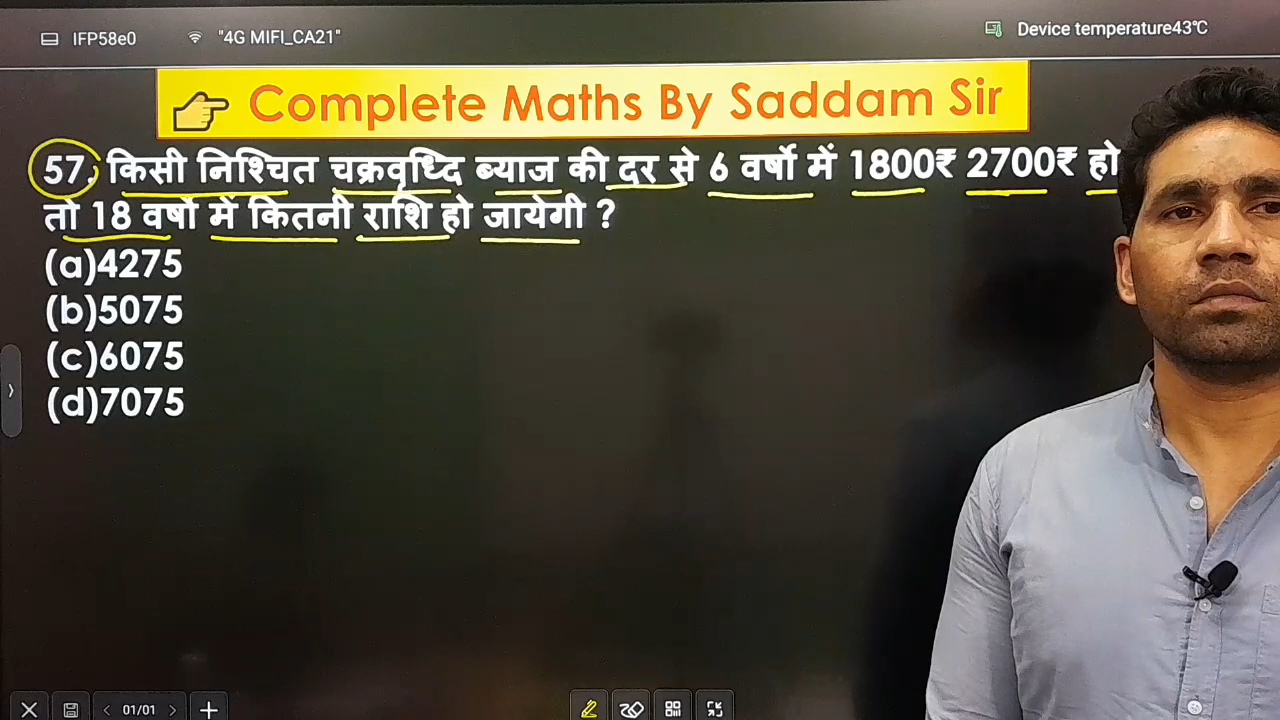 IFP58e0 "4G MIFI_CA21" Device temperature43℃
Complete Maths By Saddam Sir
57. किसी निश्चित चक्रवृध्दि ब्याज की दर से 6 वर्षो में 1800₹ 2700₹ हो
तो 18 वर्षो में कितनी राशि हो जायेगी ?
(a)4275
(b)5075
(c)6075
(d)7075
01/01